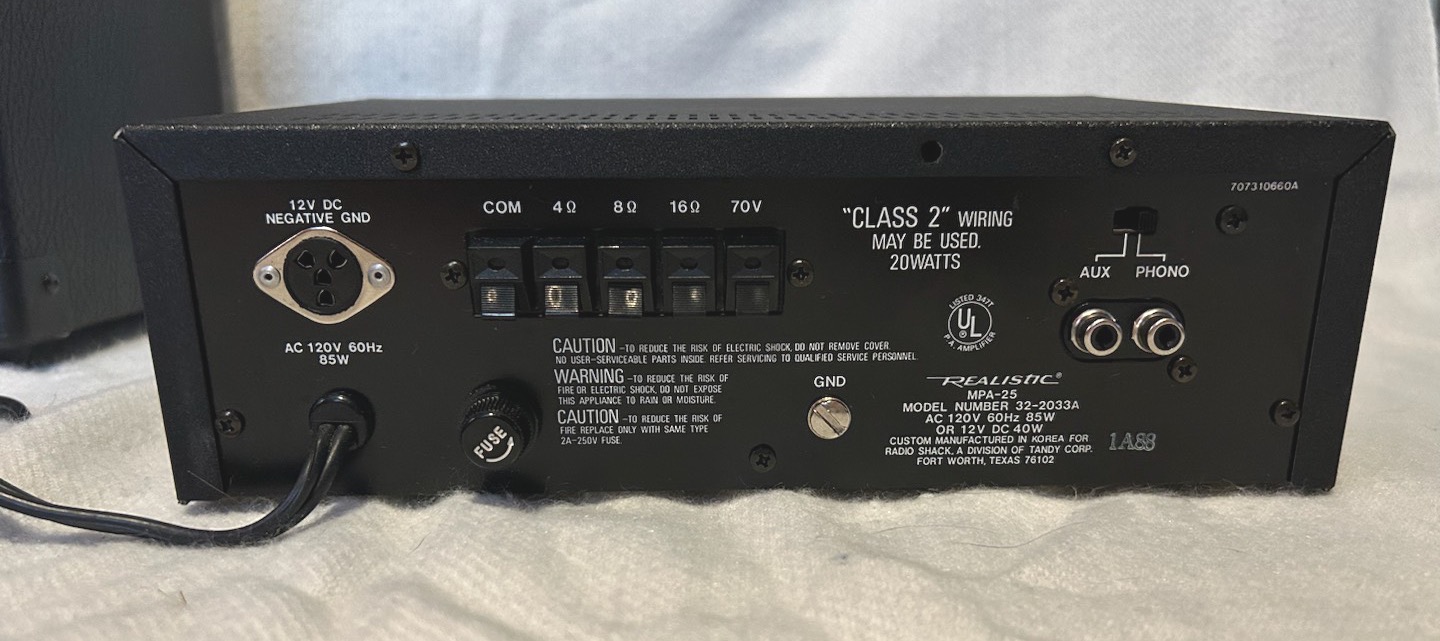 707310660A
12V DC
NEGATIVE GND
COM 4Ω 8Ω 16Ω 70V
"CLASS 2" WIRING
MAY BE USED.
20WATTS
AUX PHONO
AC 120V 60Hz
85W
LISTED 347T
UL
P.A. AMPLIFIER
CAUTION -TO REDUCE THE RISK OF ELECTRIC SHOCK, DO NOT REMOVE COVER.
NO USER-SERVICEABLE PARTS INSIDE. REFER SERVICING TO QUALIFIED SERVICE PERSONNEL.
WARNING -TO REDUCE THE RISK OF
FIRE OR ELECTRIC SHOCK, DO NOT EXPOSE
THIS APPLIANCE TO RAIN OR MOISTURE.
CAUTION -TO REDUCE THE RISK OF
FIRE REPLACE ONLY WITH SAME TYPE
2A-250V FUSE.
FUSE
GND
REALISTIC®
MPA-25
MODEL NUMBER 32-2033A
AC 120V 60Hz 85W
OR 12V DC 40W
CUSTOM MANUFACTURED IN KOREA FOR
RADIO SHACK, A DIVISION OF TANDY CORP.
FORT WORTH, TEXAS 76102
1A88